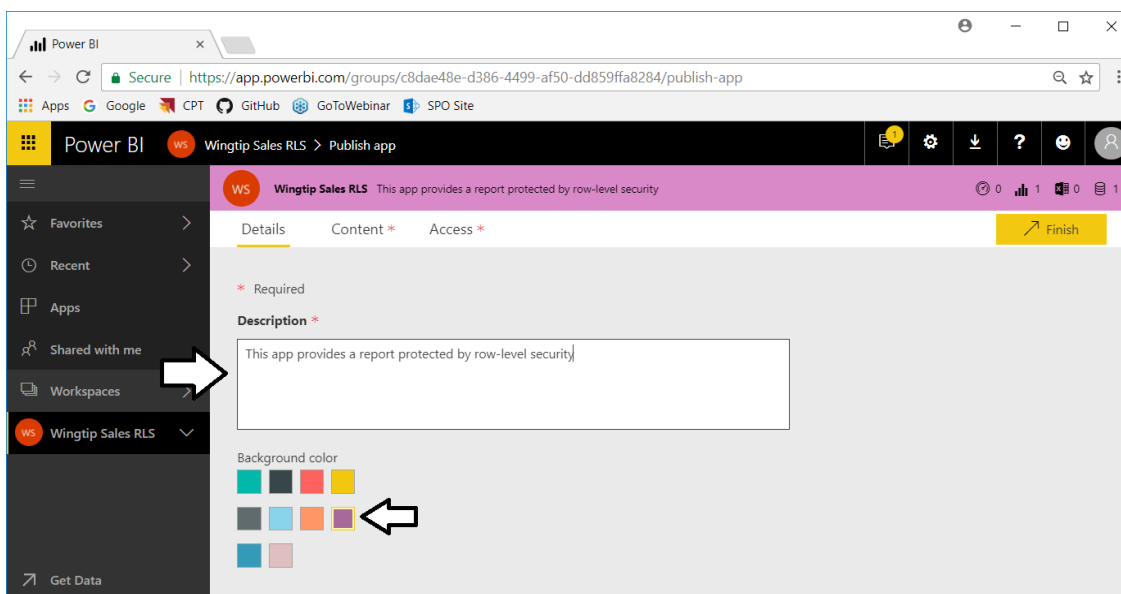 Power BI
Secure | https://app.powerbi.com/groups/c8dae48e-d386-4499-af50-dd859ffa8284/publish-app
Apps G Google CPT GitHub GoToWebinar SPO Site
Power BI WS Wingtip Sales RLS > Publish app 1 ?
WS Wingtip Sales RLS This app provides a report protected by row-level security 0 1 0 1
Favorites
Recent
Apps
Shared with me
Workspaces
WS Wingtip Sales RLS
Get Data
Details Content * Access * Finish
* Required
Description *
This app provides a report protected by row-level security
Background color